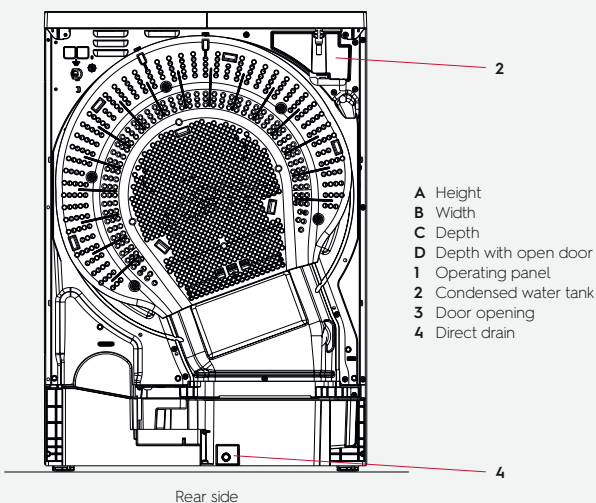 2
A Height
B Width
C Depth
D Depth with open door
1 Operating panel
2 Condensed water tank
3 Door opening
4 Direct drain
4
Rear side